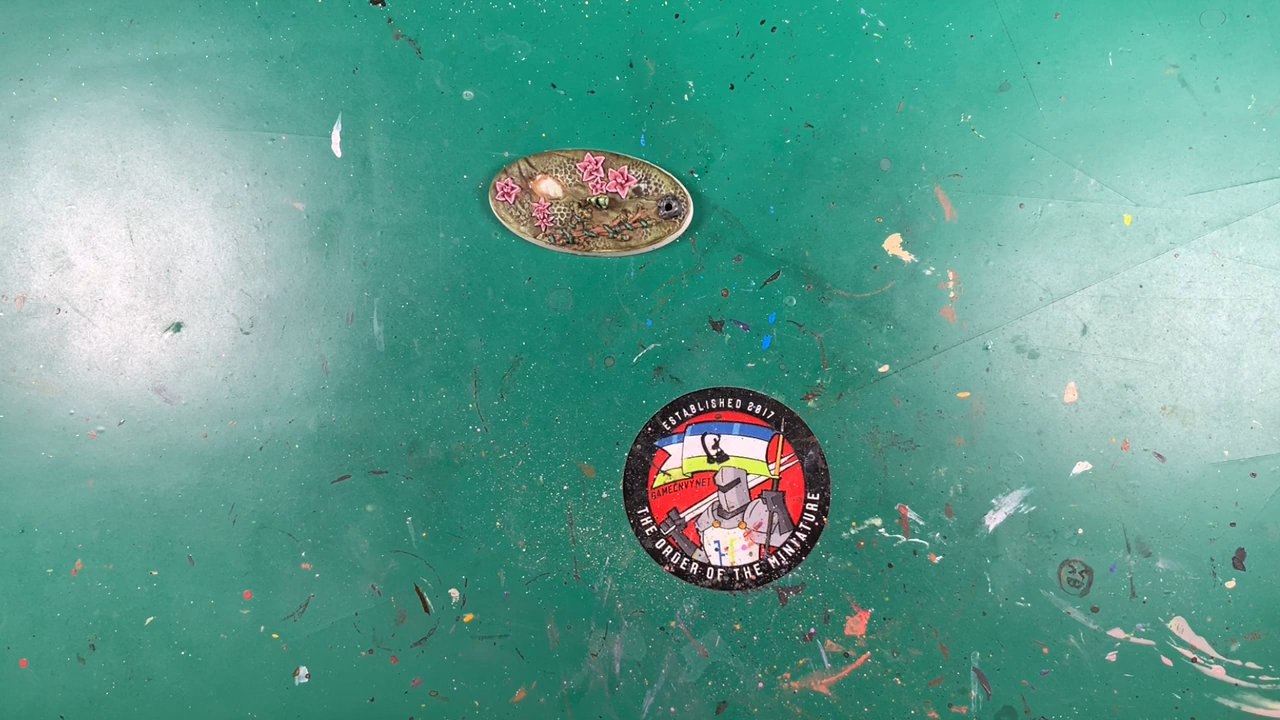 ESTABLISHED 2017
GAMEENVY.NET
THE ORDER OF THE MINIATURE